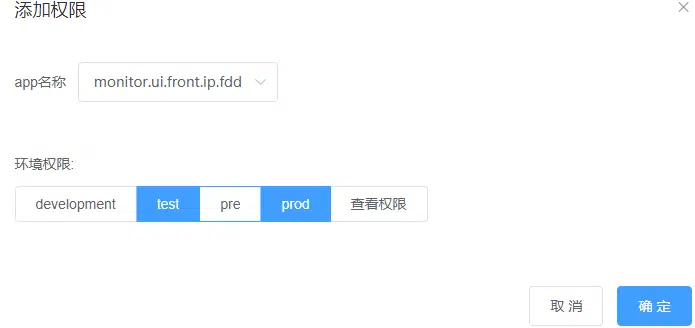 添加权限
app名称 monitor.ui.front.ip.fdd
环境权限:
development test pre prod 查看权限
取 消 确 定